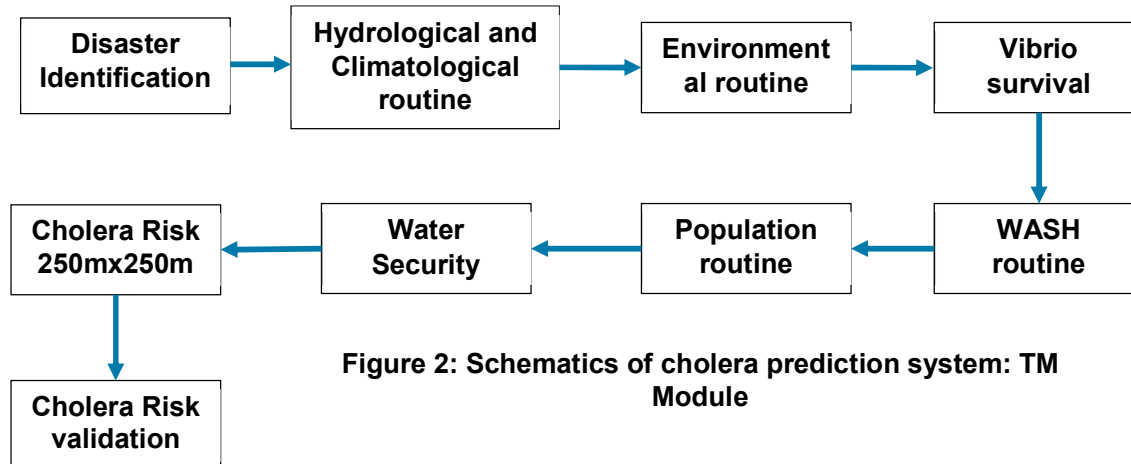 Disaster
Identification
Hydrological and
Climatological
routine
Environment
al routine
Vibrio
survival
Cholera Risk
250mx250m
Water
Security
Population
routine
WASH
routine
Figure 2: Schematics of cholera prediction system: TM
Module
Cholera Risk
validation